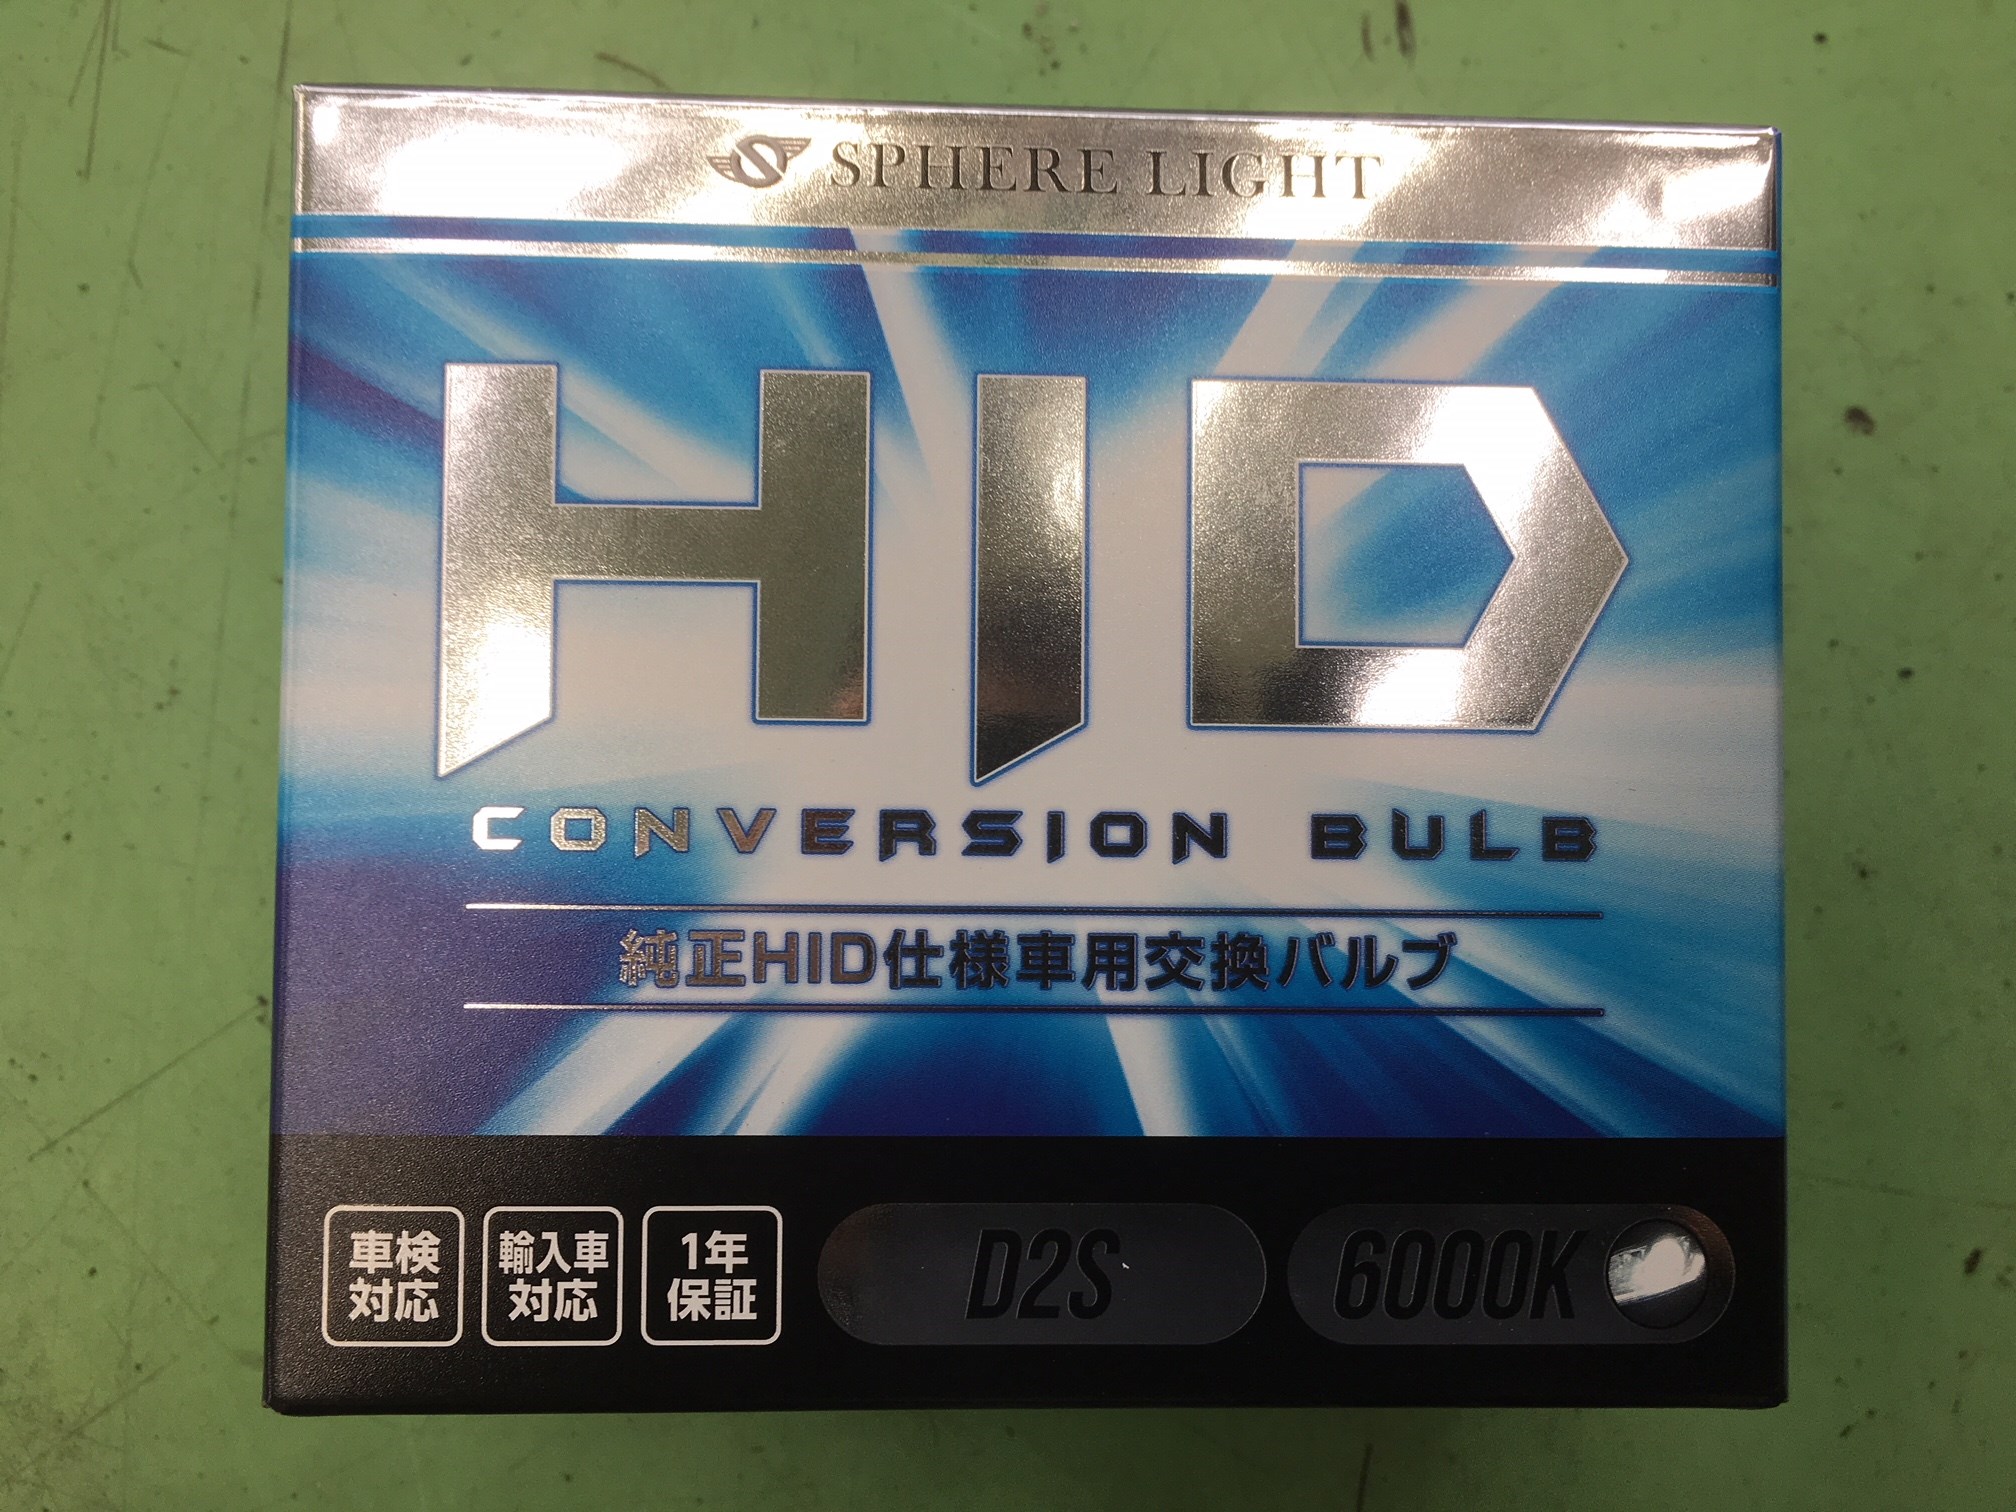 SPHERE LIGHT
HID
CONVERSION BULB
純正HID仕様車用交換バルブ
車検
対応
輸入車
対応
1年
保証
D2S
6000K